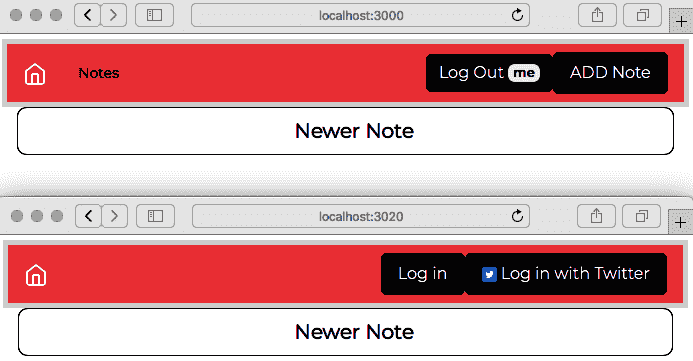 localhost:3000
Notes Log Out me ADD Note
Newer Note
localhost:3020
Log in Log in with Twitter
Newer Note